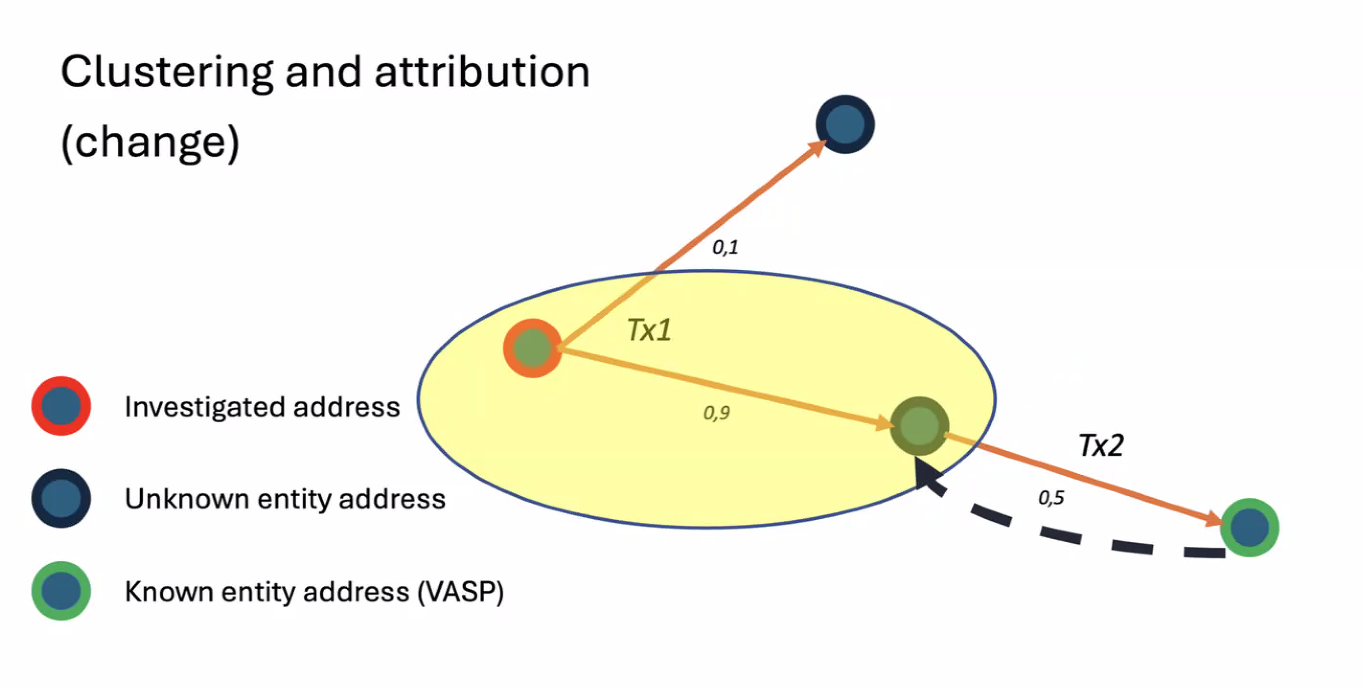 Clustering and attribution
(change)
0,1
Tx1
0,9
Tx2
0,5
Investigated address
Unknown entity address
Known entity address (VASP)